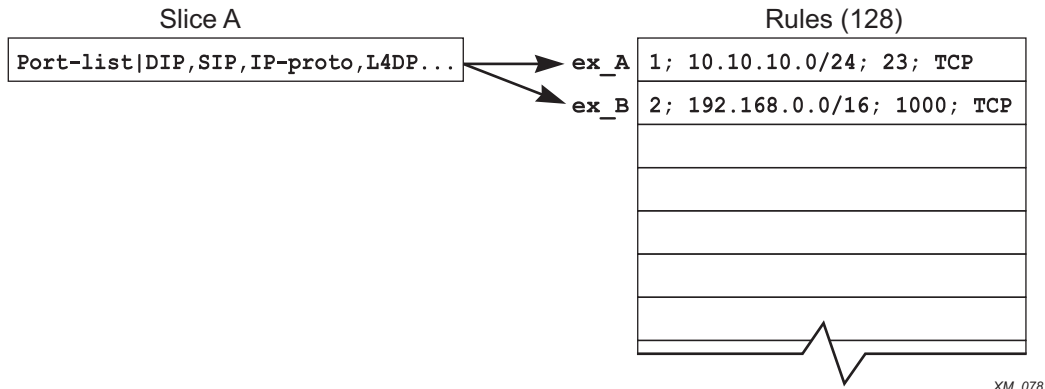 Slice A
Rules (128)
Port-list|DIP,SIP,IP-proto,L4DP...
ex_A
1; 10.10.10.0/24; 23; TCP
ex_B
2; 192.168.0.0/16; 1000; TCP
XM_078